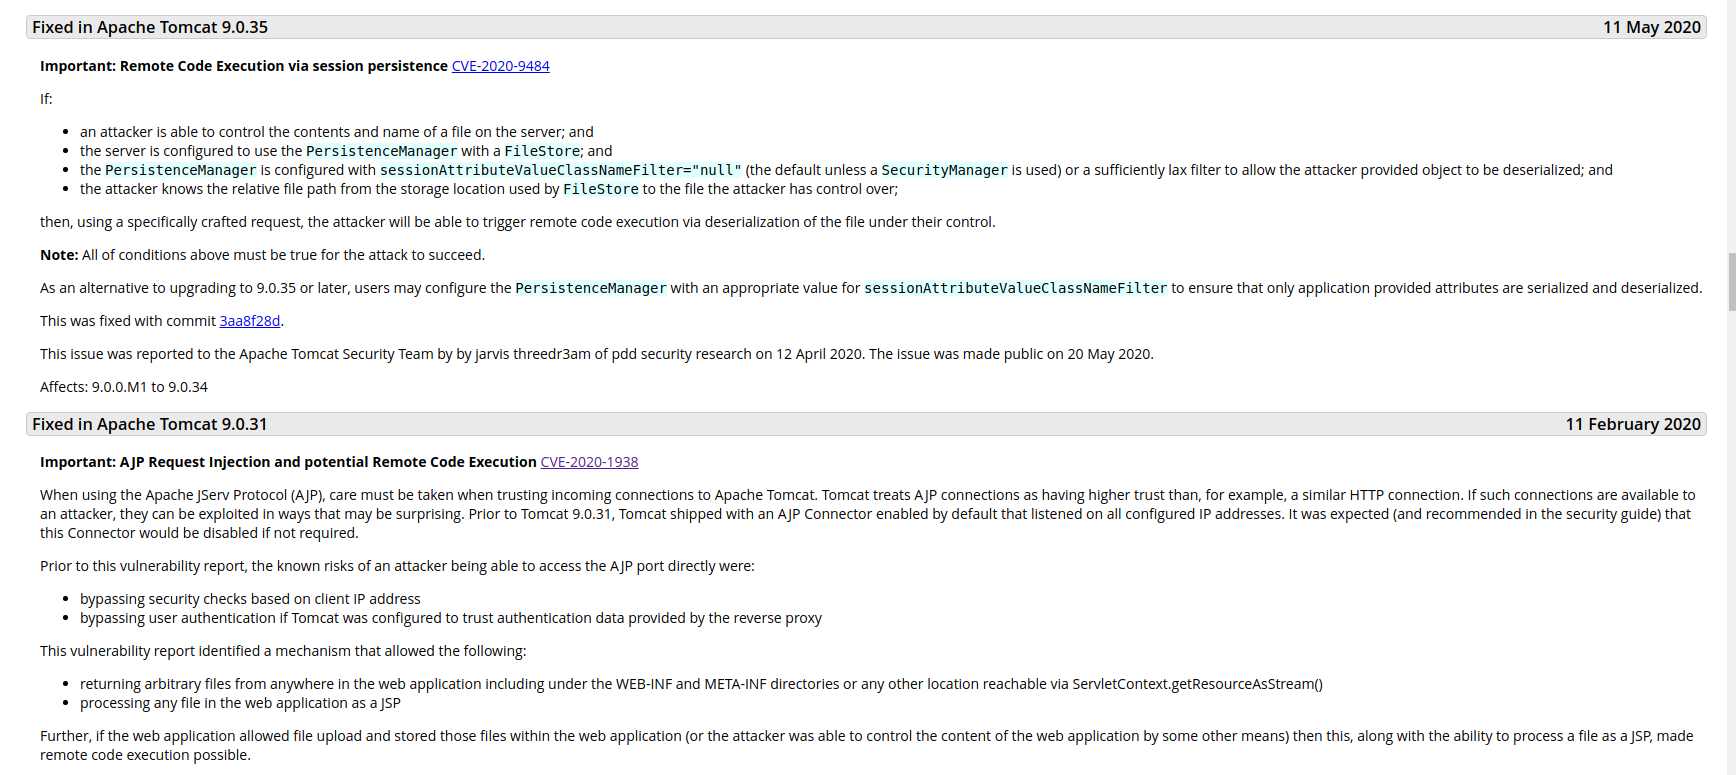 Fixed in Apache Tomcat 9.0.35 11 May 2020
Important: Remote Code Execution via session persistence CVE-2020-9484
If:
• an attacker is able to control the contents and name of a file on the server; and
• the server is configured to use the PersistenceManager with a FileStore; and
• the PersistenceManager is configured with sessionAttributeValueClassNameFilter="null" (the default unless a SecurityManager is used) or a sufficiently lax filter to allow the attacker provided object to be deserialized; and
• the attacker knows the relative file path from the storage location used by FileStore to the file the attacker has control over;
then, using a specifically crafted request, the attacker will be able to trigger remote code execution via deserialization of the file under their control.
Note: All of conditions above must be true for the attack to succeed.
As an alternative to upgrading to 9.0.35 or later, users may configure the PersistenceManager with an appropriate value for sessionAttributeValueClassNameFilter to ensure that only application provided attributes are serialized and deserialized.
This was fixed with commit 3aa8f28d.
This issue was reported to the Apache Tomcat Security Team by by jarvis threedr3am of pdd security research on 12 April 2020. The issue was made public on 20 May 2020.
Affects: 9.0.0.M1 to 9.0.34
Fixed in Apache Tomcat 9.0.31 11 February 2020
Important: AJP Request Injection and potential Remote Code Execution CVE-2020-1938
When using the Apache JServ Protocol (AJP), care must be taken when trusting incoming connections to Apache Tomcat. Tomcat treats AJP connections as having higher trust than, for example, a similar HTTP connection. If such connections are available to
an attacker, they can be exploited in ways that may be surprising. Prior to Tomcat 9.0.31, Tomcat shipped with an AJP Connector enabled by default that listened on all configured IP addresses. It was expected (and recommended in the security guide) that
this Connector would be disabled if not required.
Prior to this vulnerability report, the known risks of an attacker being able to access the AJP port directly were:
• bypassing security checks based on client IP address
• bypassing user authentication if Tomcat was configured to trust authentication data provided by the reverse proxy
This vulnerability report identified a mechanism that allowed the following:
• returning arbitrary files from anywhere in the web application including under the WEB-INF and META-INF directories or any other location reachable via ServletContext.getResourceAsStream()
• processing any file in the web application as a JSP
Further, if the web application allowed file upload and stored those files within the web application (or the attacker was able to control the content of the web application by some other means) then this, along with the ability to process a file as a JSP, made
remote code execution possible.